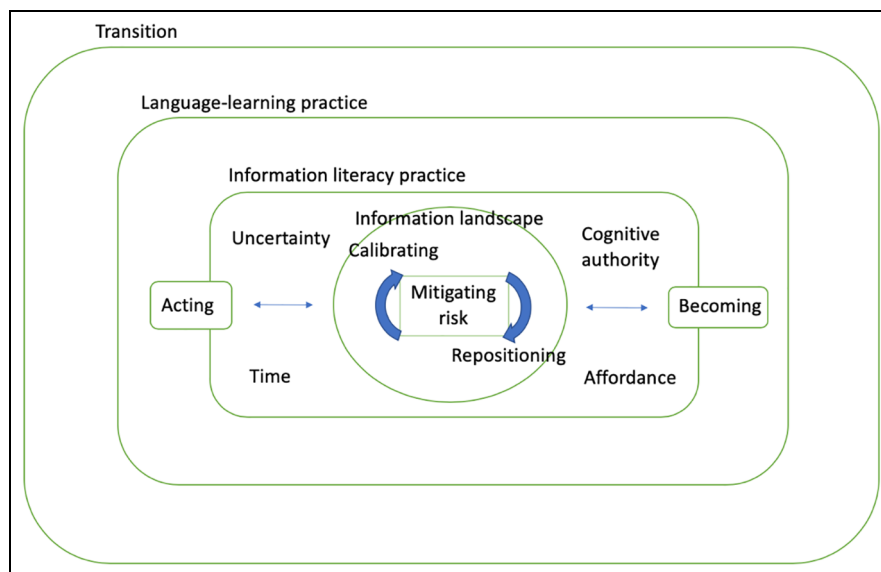 Transition
Language-learning practice
Information literacy practice
Information landscape
Uncertainty
Calibrating
Cognitive
authority
Acting
Mitigating
risk
Becoming
Repositioning
Time
Affordance